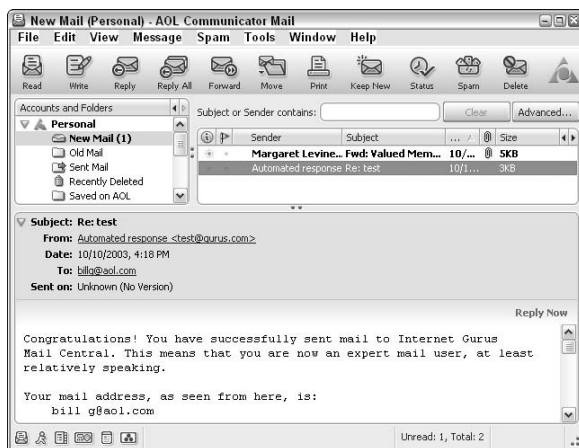 New Mail (Personal) - AOL Communicator Mail
File Edit View Message Spam Tools Window Help
Read Write Reply Reply All Forward Move Print Keep New Status Spam Delete
Accounts and Folders
Personal
New Mail (1)
Old Mail
Sent Mail
Recently Deleted
Saved on AOL
Subject or Sender contains: Clear Advanced...
Sender Subject ... Size
Margaret Levine... Fwd: Valued Mem... 10/... 5KB
Automated response Re: test 10/1... 3KB
Subject: Re: test
From: Automated response <test@gurus.com>
Date: 10/10/2003, 4:18 PM
To: billg@aol.com
Sent on: Unknown (No Version)
Reply Now
Congratulations! You have successfully sent mail to Internet Gurus
Mail Central. This means that you are now an expert mail user, at least
relatively speaking.
Your mail address, as seen from here, is:
bill g@aol.com
Unread: 1, Total: 2